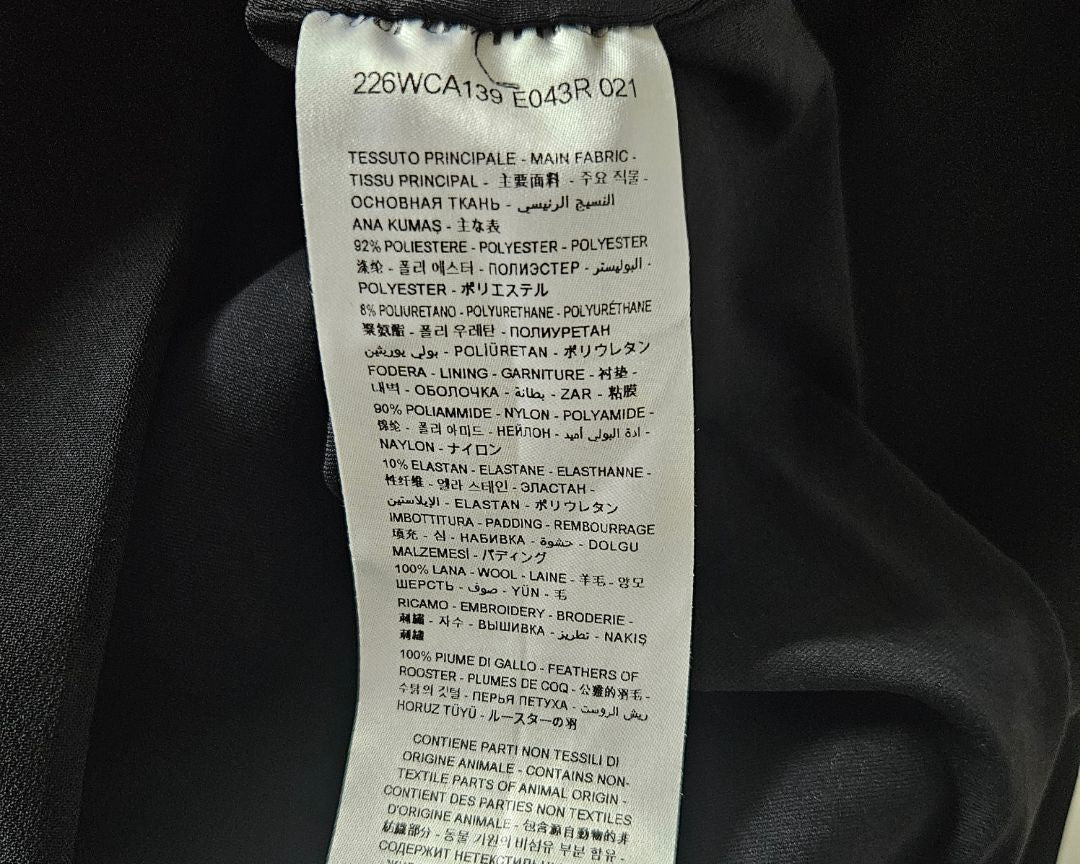 226WCA139 E043R 021
TESSUTO PRINCIPALE - MAIN FABRIC -
TISSU PRINCIPAL - 主要面料 - 주요 직물 -
ОСНОВНАЯ ТКАНЬ - النسيج الرئيسي
ANA KUMAŞ - 主な表
92% POLIESTERE - POLYESTER - POLYESTER
涤纶 - 폴리 에스터 - ПОЛИЭСТЕР - البوليستر -
POLYESTER - ポリエステル
8% POLIURETANO - POLYURETHANE - POLYURÉTHANE
聚氨酯 - 폴리 우레탄 - ПОЛИУРЕТАН
بولي يوريثين - POLİÜRETAN - ポリウレタン
FODERA - LINING - GARNITURE - 衬垫 -
내벽 - ОБОЛОЧКА - بطانة - ZAR - 粘膜
90% POLIAMMIDE - NYLON - POLYAMIDE -
锦纶 - 폴리 아미드 - НЕЙЛОН - ادة البولي أميد -
NAYLON - ナイロン
10% ELASTAN - ELASTANE - ELASTHANNE -
性纤维 - 엘라 스테인 - ЭЛАСТАН -
الإيلاستين - ELASTAN - ポリウレタン
IMBOTTITURA - PADDING - REMBOURRAGE
填充 - 심 - НАБИВКА - حشوة - DOLGU
MALZEMESİ - パディング
100% LANA - WOOL - LAINE - 羊毛 - 앙모
ШЕРСТЬ - صوف - YÜN - 毛
RICAMO - EMBROIDERY - BRODERIE -
刺繡 - 자수 - ВЫШИВКА - تطريز - NAKIŞ
刺繍
100% PIUME DI GALLO - FEATHERS OF
ROOSTER - PLUMES DE COQ - 公雞的羽毛 -
수탉의 깃털 - ПЕРЬЯ ПЕТУХА - ريش الروست
HOROZ TÜYÜ - ルースターの羽
CONTIENE PARTI NON TESSILI DI
ORIGINE ANIMALE - CONTAINS NON-
TEXTILE PARTS OF ANIMAL ORIGIN -
CONTIENT DES PARTIES NON TEXTILES
D'ORIGINE ANIMALE - 包含源自動物的非
紡織部分 - 동물 기원의 비섬유 부분 함유 -
СОДЕРЖИТ НЕТЕКСТИЛЬНЫЕ